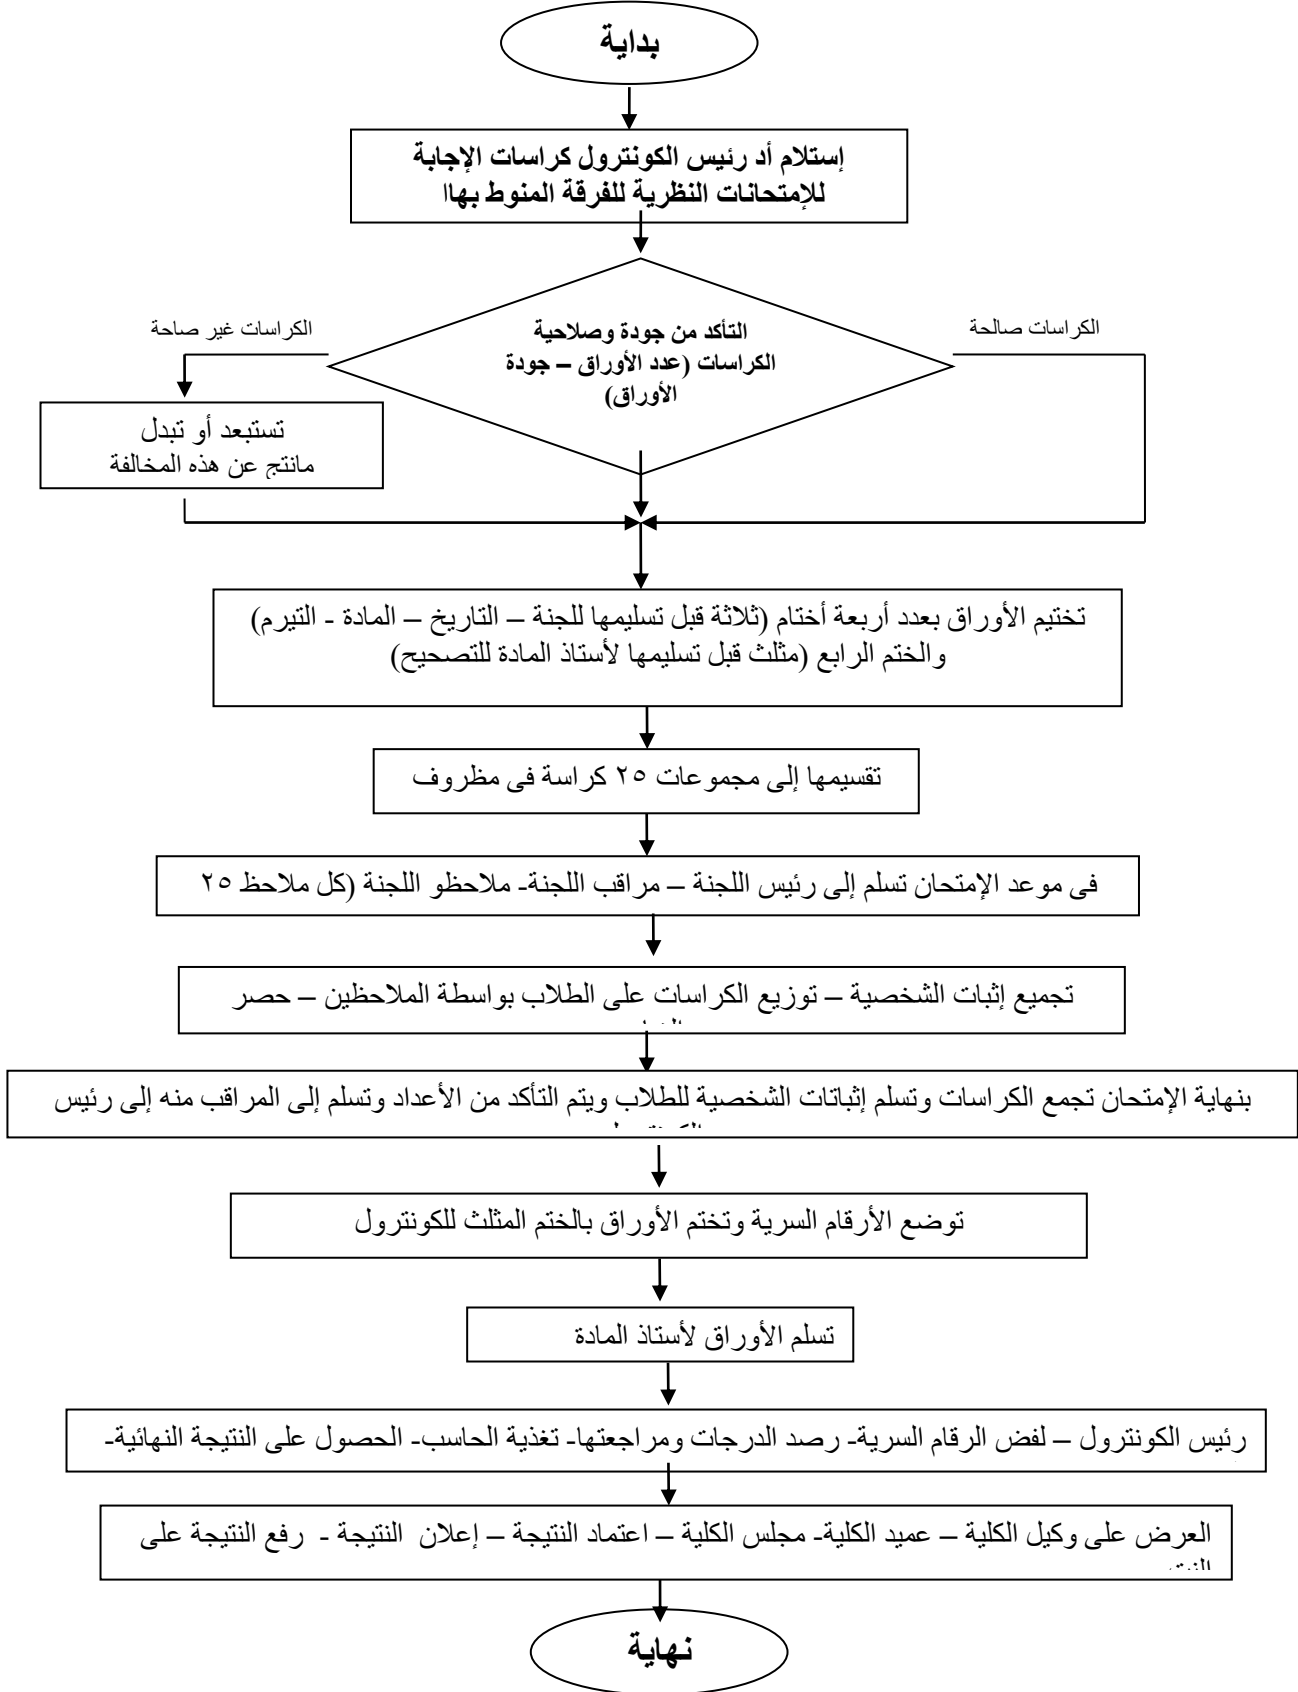 بداية
إستلام أد رئيس الكونترول كراسات الإجابة
للإمتحانات النظرية للفرقة المنوط بهاا
الكراسات صالحة
الكراسات غير صاحة
التأكد من جودة وصلاحية
الكراسات (عدد الأوراق – جودة
الأوراق)
تستبعد أو تبدل
مانتج عن هذه المخالفة
تختيم الأوراق بعدد أربعة أختام (ثلاثة قبل تسليمها للجنة – التاريخ – المادة - التيرم)
والختم الرابع (مثلث قبل تسليمها لأستاذ المادة للتصحيح)
تقسيمها إلى مجموعات ٢٥ كراسة فى مظروف
فى موعد الإمتحان تسلم إلى رئيس اللجنة – مراقب اللجنة- ملاحظو اللجنة (كل ملاحظ ٢٥
تجميع إثبات الشخصية – توزيع الكراسات على الطلاب بواسطة الملاحظين – حصر
بنهاية الإمتحان تجمع الكراسات وتسلم إثباتات الشخصية للطلاب ويتم التأكد من الأعداد وتسلم إلى المراقب منه إلى رئيس
توضع الأرقام السرية وتختم الأوراق بالختم المثلث للكونترول
تسلم الأوراق لأستاذ المادة
رئيس الكونترول – لفض الرقام السرية- رصد الدرجات ومراجعتها- تغذية الحاسب- الحصول على النتيجة النهائية-
العرض على وكيل الكلية – عميد الكلية- مجلس الكلية – اعتماد النتيجة – إعلان النتيجة - رفع النتيجة على
نهاية